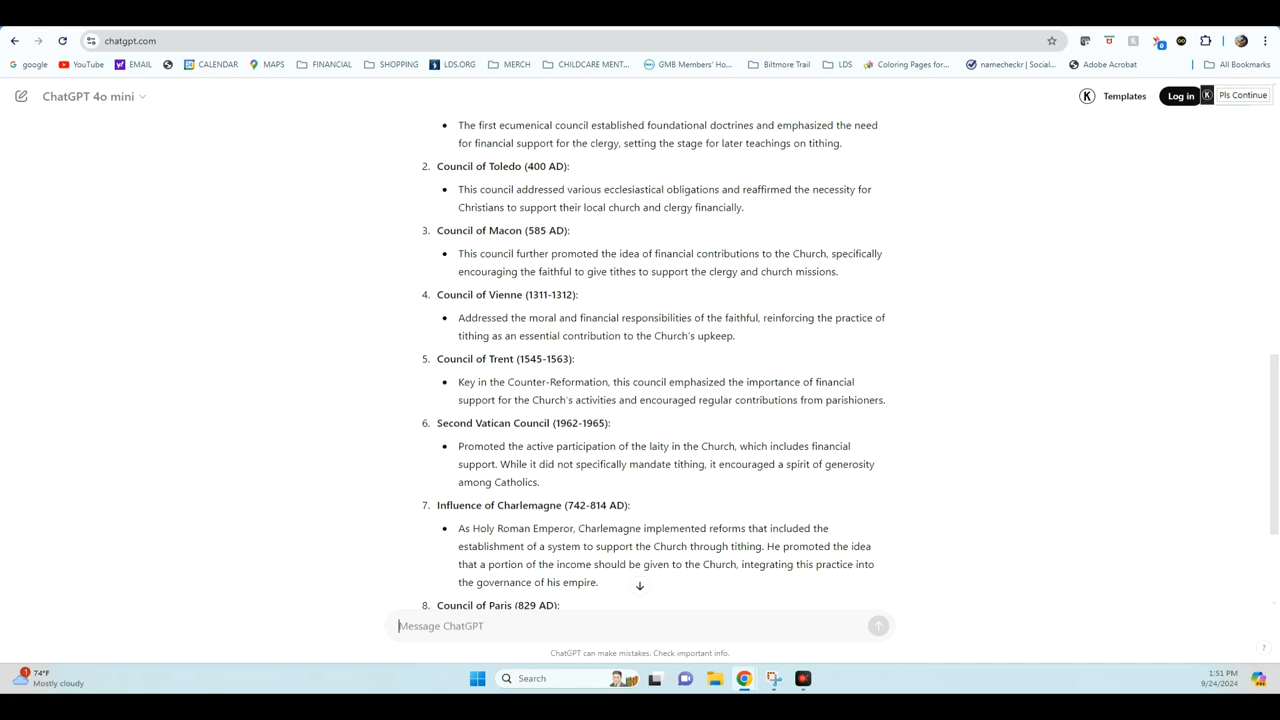 chatgpt.com
google
YouTube
EMAIL
CALENDAR
MAPS
FINANCIAL
SHOPPING
LDS.ORG
MERCH
CHILDCARE MENT...
GMB Members' Ho...
Biltmore Trail
LDS
Coloring Pages for...
namecheckr | Social...
Adobe Acrobat
All Bookmarks
ChatGPT 4o mini
K
Templates
Log in
K
Pls Continue
• The first ecumenical council established foundational doctrines and emphasized the need
for financial support for the clergy, setting the stage for later teachings on tithing.
2. Council of Toledo (400 AD):
• This council addressed various ecclesiastical obligations and reaffirmed the necessity for
Christians to support their local church and clergy financially.
3. Council of Macon (585 AD):
• This council further promoted the idea of financial contributions to the Church, specifically
encouraging the faithful to give tithes to support the clergy and church missions.
4. Council of Vienne (1311-1312):
• Addressed the moral and financial responsibilities of the faithful, reinforcing the practice of
tithing as an essential contribution to the Church's upkeep.
5. Council of Trent (1545-1563):
• Key in the Counter-Reformation, this council emphasized the importance of financial
support for the Church's activities and encouraged regular contributions from parishioners.
6. Second Vatican Council (1962-1965):
• Promoted the active participation of the laity in the Church, which includes financial
support. While it did not specifically mandate tithing, it encouraged a spirit of generosity
among Catholics.
7. Influence of Charlemagne (742-814 AD):
• As Holy Roman Emperor, Charlemagne implemented reforms that included the
establishment of a system to support the Church through tithing. He promoted the idea
that a portion of the income should be given to the Church, integrating this practice into
the governance of his empire.
8. Council of Paris (829 AD):
Message ChatGPT
ChatGPT can make mistakes. Check important info.
?
1
74°F
Mostly cloudy
Search
1:51 PM
9/24/2024